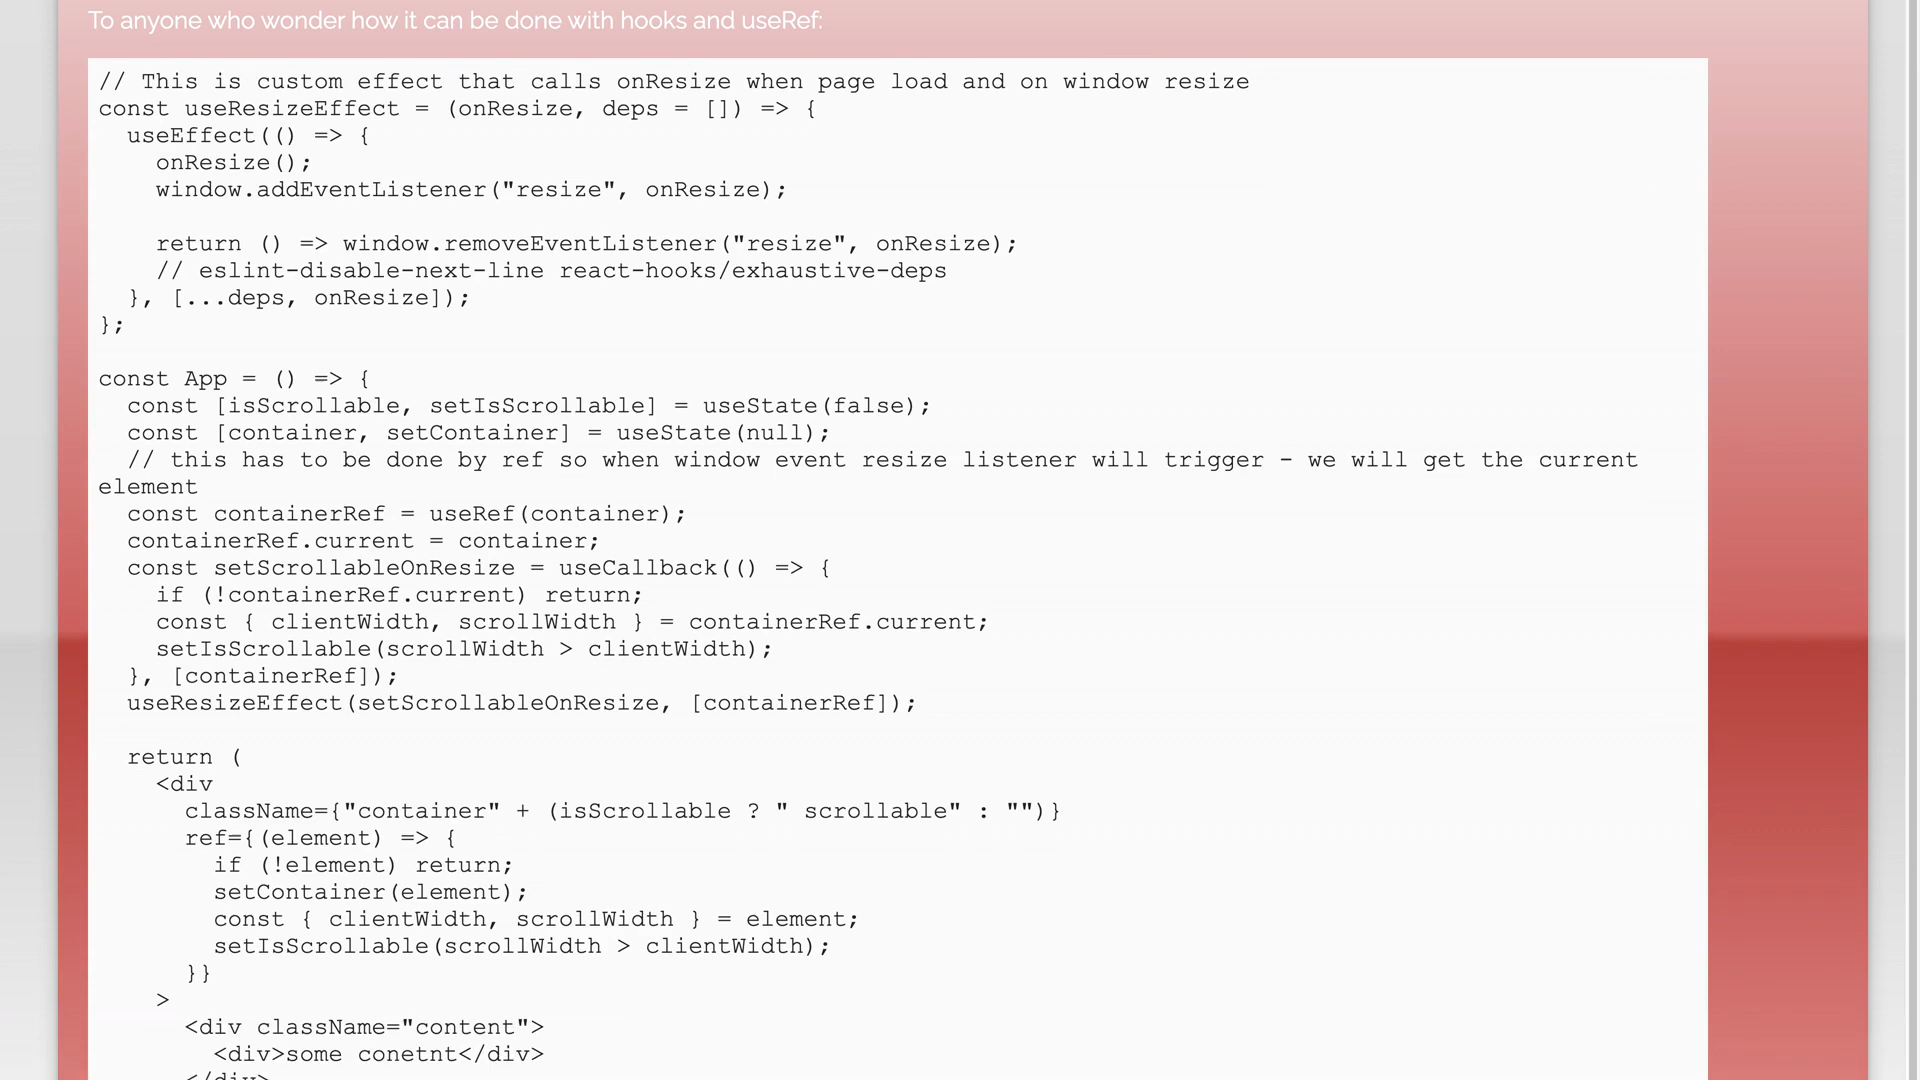 To anyone who wonder how it can be done with hooks and useRef:
// This is custom effect that calls onResize when page load and on window resize
const useResizeEffect = (onResize, deps = []) => {
  useEffect(() => {
    onResize();
    window.addEventListener("resize", onResize);

    return () => window.removeEventListener("resize", onResize);
    // eslint-disable-next-line react-hooks/exhaustive-deps
  }, [...deps, onResize]);
};

const App = () => {
  const [isScrollable, setIsScrollable] = useState(false);
  const [container, setContainer] = useState(null);
  // this has to be done by ref so when window event resize listener will trigger - we will get the current
element
  const containerRef = useRef(container);
  containerRef.current = container;
  const setScrollableOnResize = useCallback(() => {
    if (!containerRef.current) return;
    const { clientWidth, scrollWidth } = containerRef.current;
    setIsScrollable(scrollWidth > clientWidth);
  }, [containerRef]);
  useResizeEffect(setScrollableOnResize, [containerRef]);

  return (
    <div
      className={"container" + (isScrollable ? " scrollable" : "")}
      ref={(element) => {
        if (!element) return;
        setContainer(element);
        const { clientWidth, scrollWidth } = element;
        setIsScrollable(scrollWidth > clientWidth);
      }}
    >
      <div className="content">
        <div>some conetnt</div>
      </div>